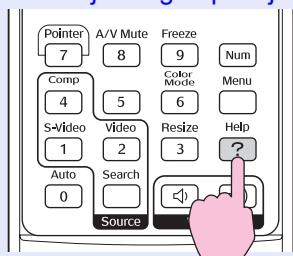 Pointer A/V Mute Freeze
7 8 9 Num
Comp Color Mode Menu
4 5 6
S-Video Video Resize Help
1 2 3 ?
Auto Search
0
Source